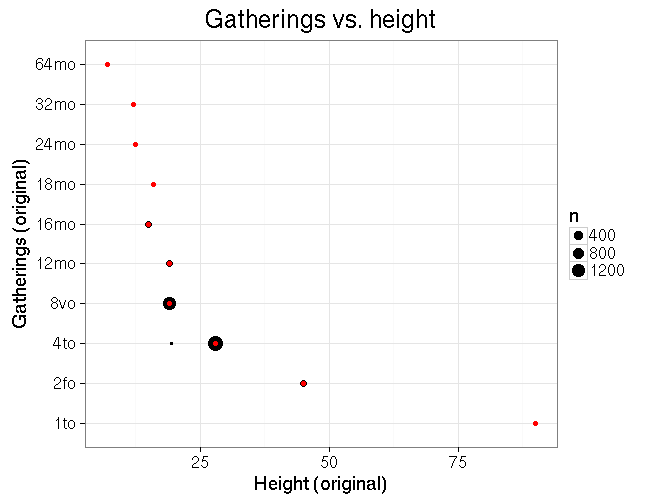 Gatherings vs. height
Gatherings (original)
64mo
32mo
24mo
18mo
16mo
12mo
8vo
4to
2fo
1to
25
50
75
Height (original)
n
400
800
1200